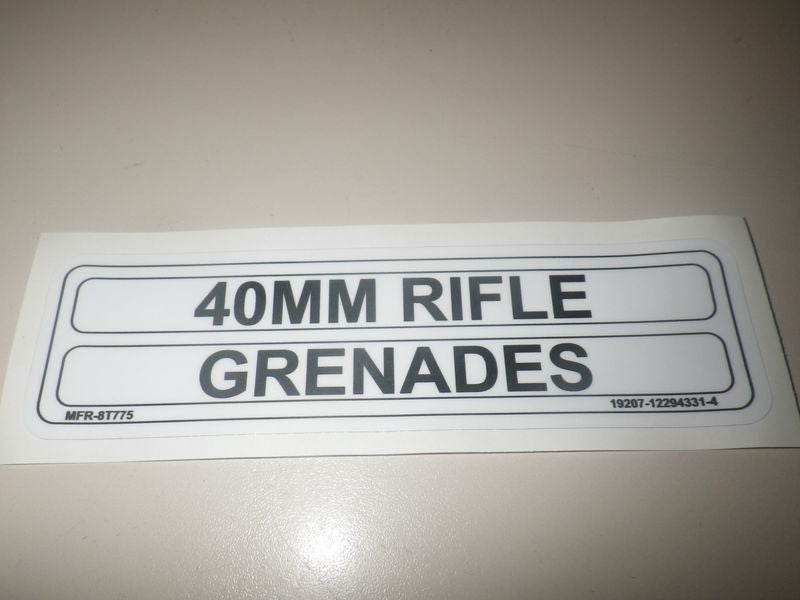 40MM RIFLE
GRENADES
MFR-8T775
19207-12294331-4